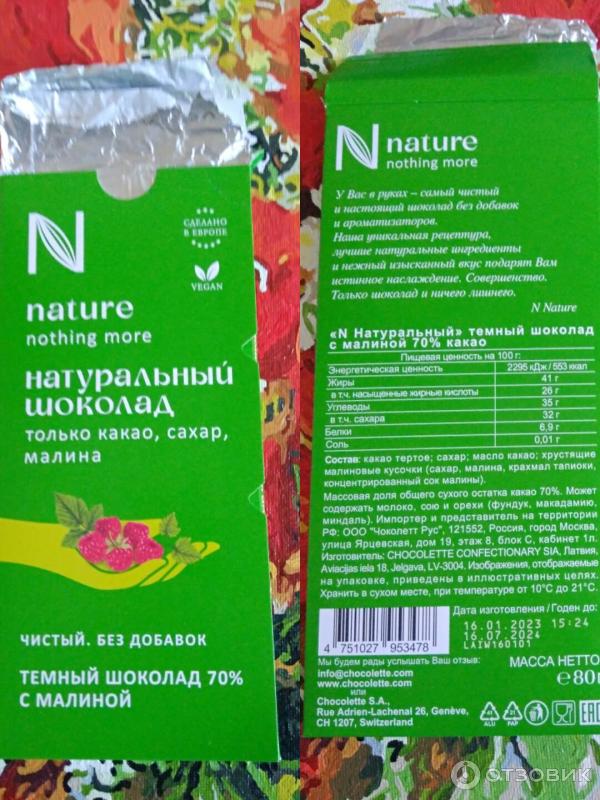 N
СДЕЛАНО
В ЕВРОПЕ
VEGAN
nature
nothing more
натуральный
шоколад
только какао, сахар,
малина
ЧИСТЫЙ. БЕЗ ДОБАВОК
ТЕМНЫЙ ШОКОЛАД 70%
С МАЛИНОЙ
N nature
nothing more
У Вас в руках – самый чистый
и настоящий шоколад без добавок
и ароматизаторов.
Наша уникальная рецептура,
лучшие натуральные ингредиенты
и нежный изысканный вкус подарят Вам
истинное наслаждение. Совершенство.
Только шоколад и ничего лишнего.
N Nature
«N Натуральный» темный шоколад
с малиной 70% какао
Пищевая ценность на 100 г:
Энергетическая ценность 2295 кДж / 553 ккал
Жиры 41 г
в т.ч. насыщенные жирные кислоты 26 г
Углеводы 35 г
в т.ч. сахара 32 г
Белки 6,9 г
Соль 0,01 г
Состав: какао тертое; сахар; масло какао; хрустящие
малиновые кусочки (сахар, малина, крахмал тапиоки,
концентрированный сок малины).
Массовая доля общего сухого остатка какао 70%. Может
содержать молоко, сою и орехи (фундук, макадамию,
миндаль). Импортер и представитель на территории
РФ: ООО "Чоколетт Рус", 121552, Россия, город Москва,
улица Ярцевская, дом 19, этаж 8, блок С, кабинет 1л.
Изготовитель: CHOCOLETTE CONFECTIONARY SIA, Латвия,
Aviacijas iela 18, Jelgava, LV-3004. Изображения, отображаемые
на упаковке, приведены в иллюстративных целях.
Хранить в сухом месте, при температуре от 10°С до 21°С.
Дата изготовления / Годен до:
16.01.2023 15:24
16.07.2024
LAIW160101
4 751027 953478
Мы будем рады услышать Ваш отзыв:
info@chocolette.com
www.chocolette.com
или
Chocolette S.A.,
Rue Adrien-Lachenal 26, Genève,
CH 1207, Switzerland
МАССА НЕТТО
℮80г
41
ALU
21
PAP
EAC
ОТЗОВИК